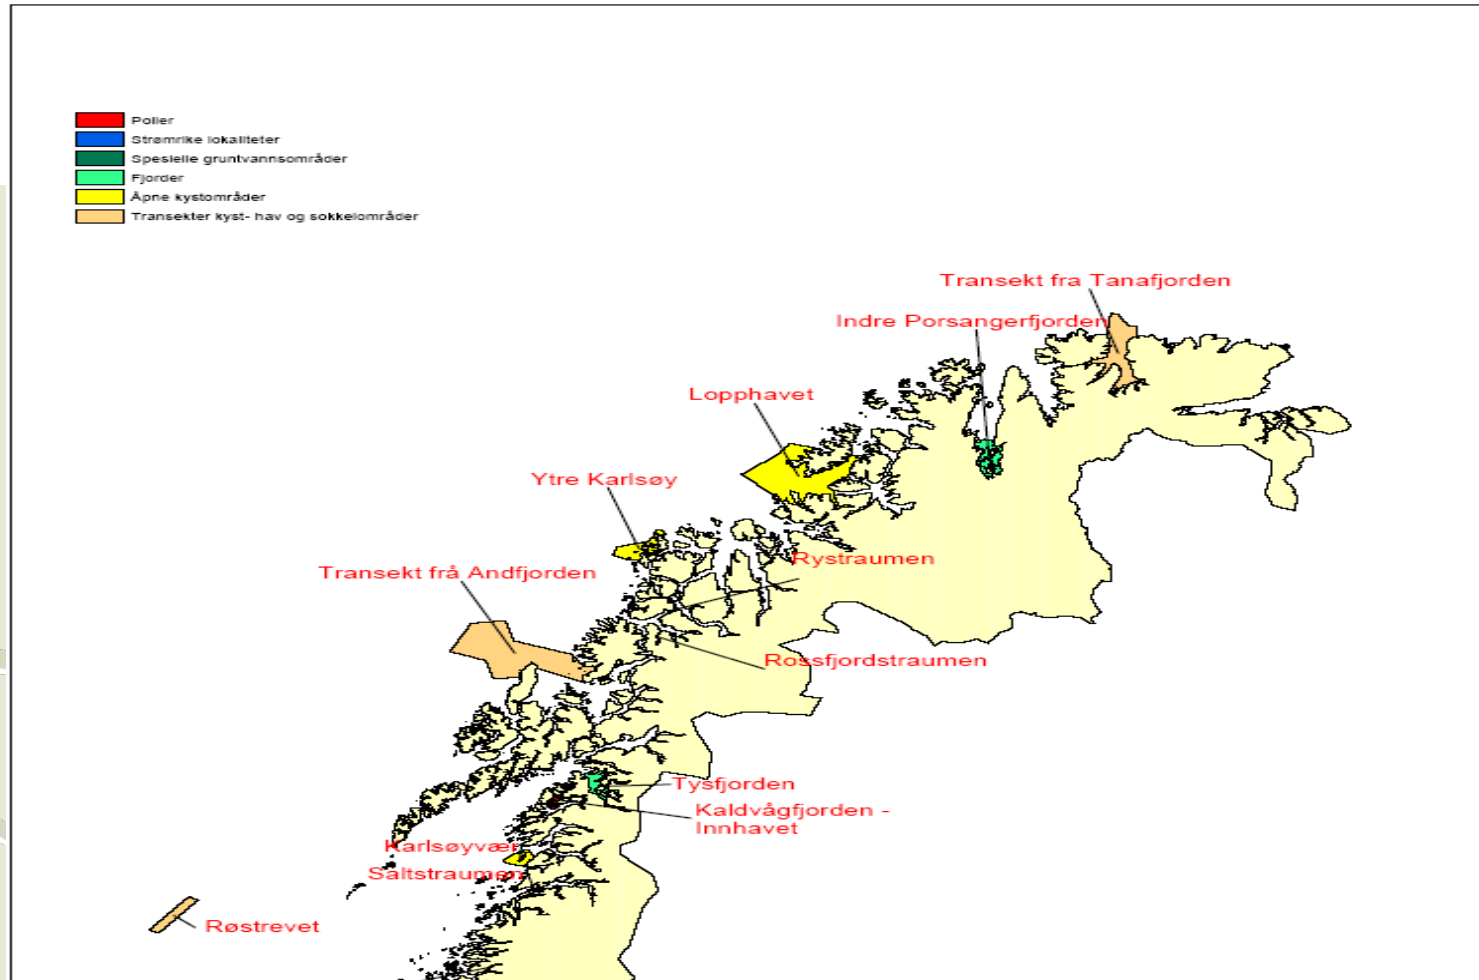 Poller
Strømrike lokaliteter
Spesielle gruntvannsområder
Fjorder
Åpne kystområder
Transekter kyst- hav og sokkelområder
Transekt fra Tanafjorden
Indre Porsangerfjorden
Lopphavet
Ytre Karlsøy
Rystraumen
Transekt frå Andfjorden
Rossfjordstraumen
Tysfjorden
Kaldvågfjorden -
Innhavet
Karlsøyvær
Saltstraumen
Røstrevet